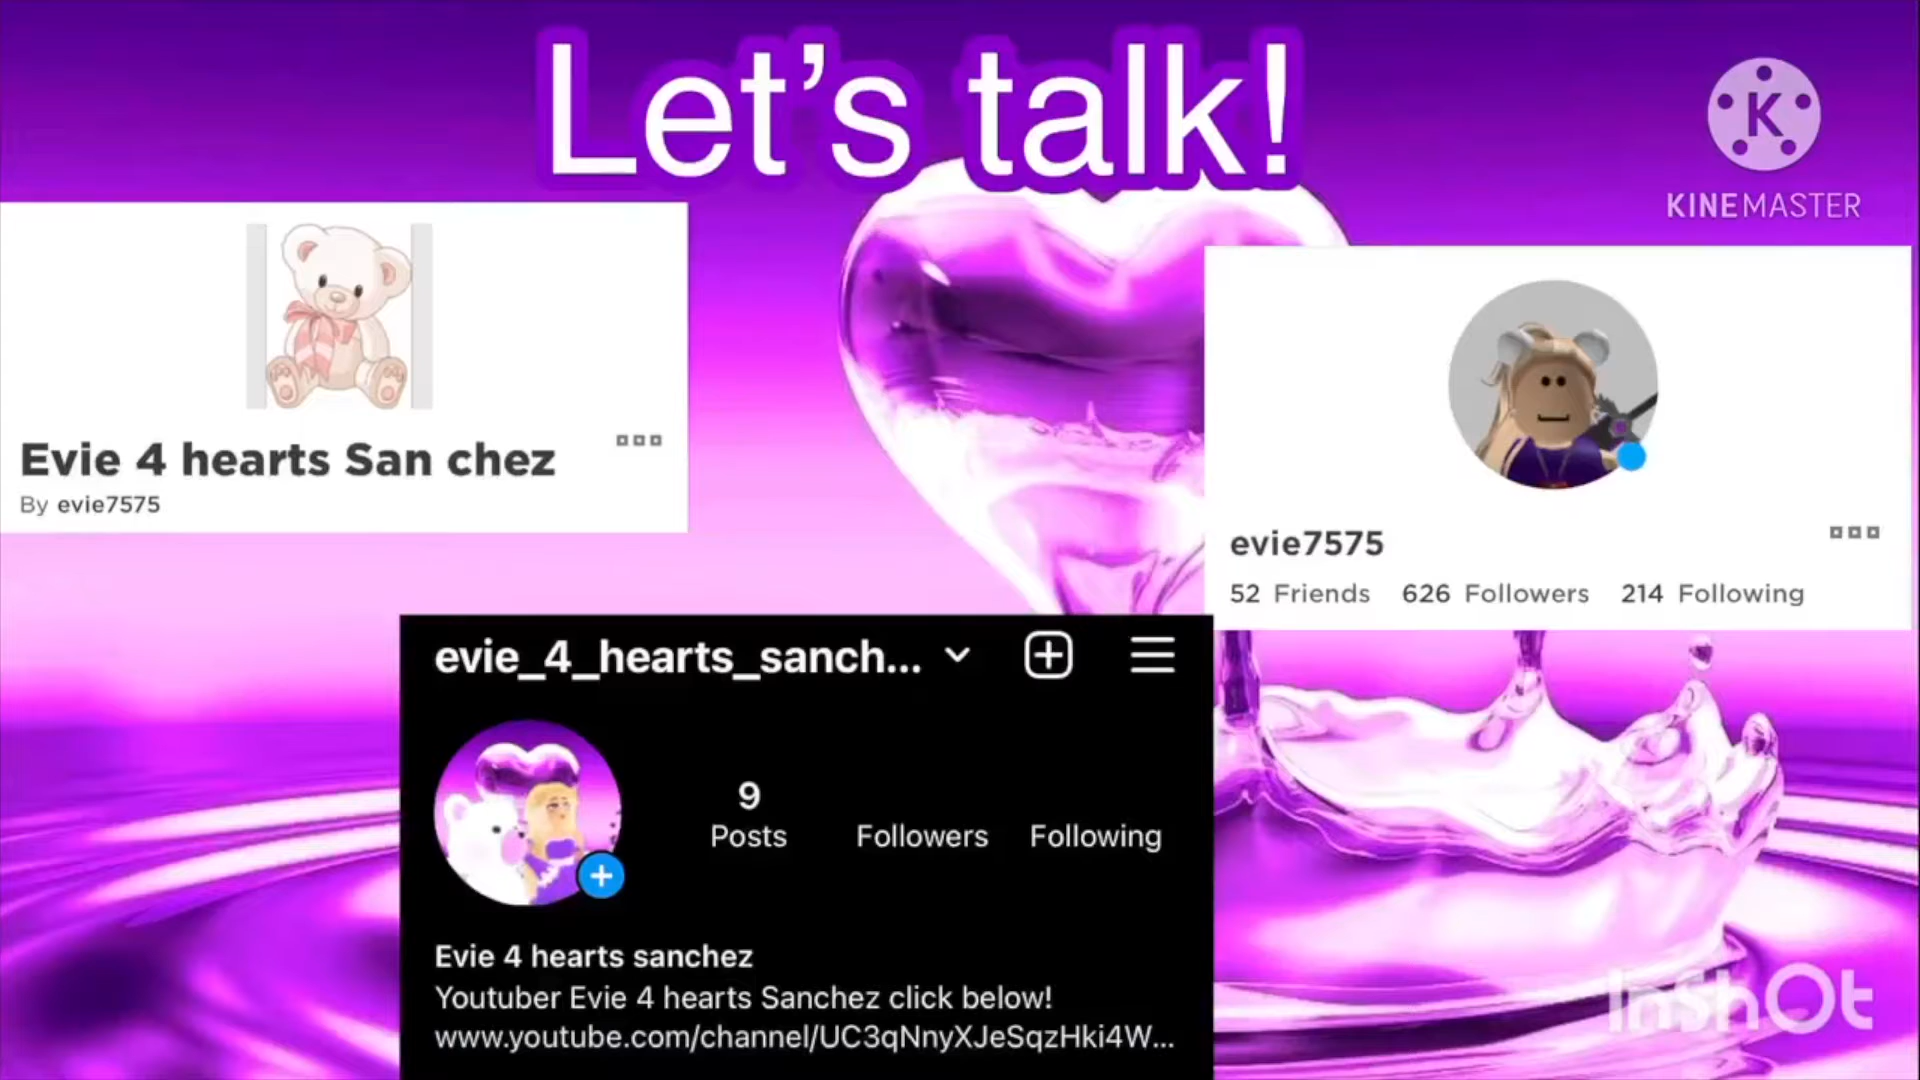 Let's talk!
K
KINEMASTER
Evie 4 hearts San chez
By evie7575
evie7575
52 Friends 626 Followers 214 Following
evie_4_hearts_sanch...
9
Posts Followers Following
Evie 4 hearts sanchez
Youtuber Evie 4 hearts Sanchez click below!
www.youtube.com/channel/UC3qNnyXJeSqzHki4W...
InShOt